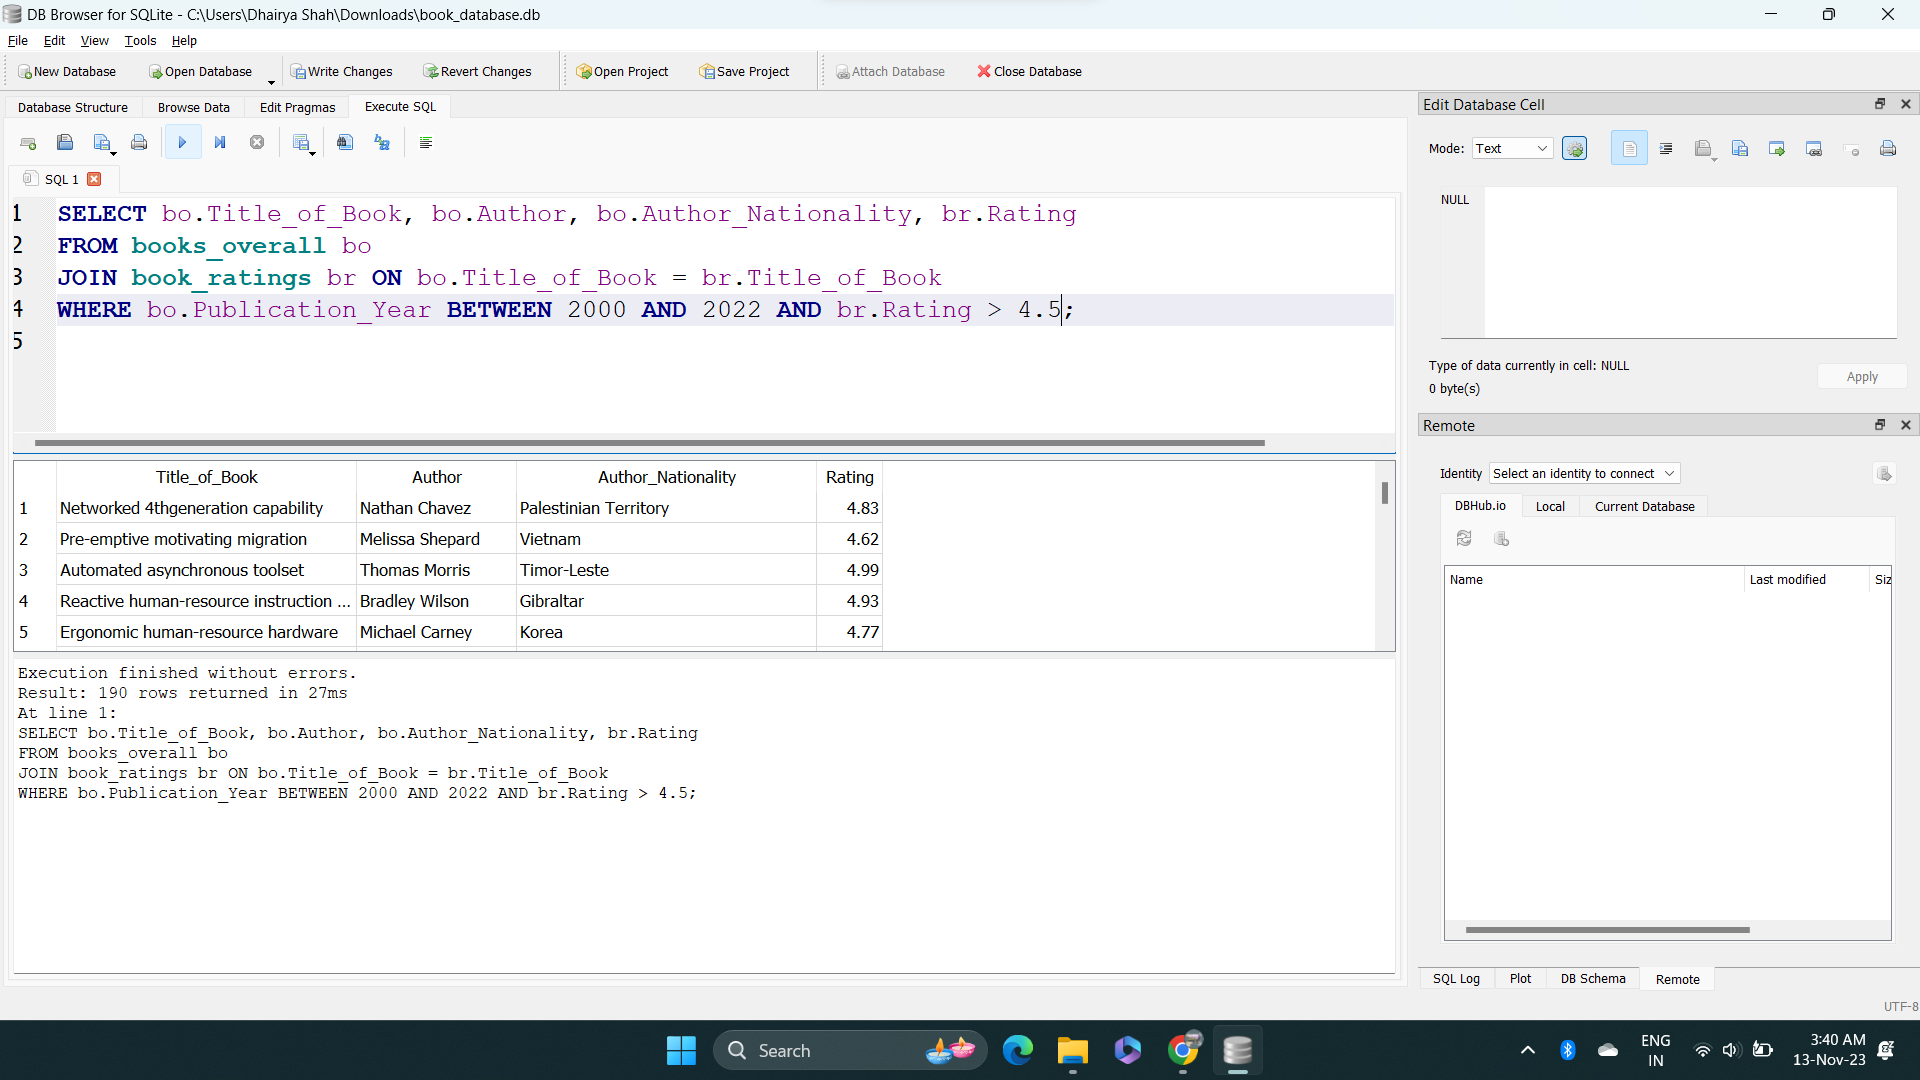 DB Browser for SQLite - C:\Users\Dhairya Shah\Downloads\book_database.db
File Edit View Tools Help
New Database Open Database Write Changes Revert Changes Open Project Save Project Attach Database Close Database
Database Structure Browse Data Edit Pragmas Execute SQL
SQL 1
1 SELECT bo.Title_of_Book, bo.Author, bo.Author_Nationality, br.Rating
2 FROM books_overall bo
3 JOIN book_ratings br ON bo.Title_of_Book = br.Title_of_Book
4 WHERE bo.Publication_Year BETWEEN 2000 AND 2022 AND br.Rating > 4.5;
5
Title_of_Book Author Author_Nationality Rating
1 Networked 4thgeneration capability Nathan Chavez Palestinian Territory 4.83
2 Pre-emptive motivating migration Melissa Shepard Vietnam 4.62
3 Automated asynchronous toolset Thomas Morris Timor-Leste 4.99
4 Reactive human-resource instruction ... Bradley Wilson Gibraltar 4.93
5 Ergonomic human-resource hardware Michael Carney Korea 4.77
Execution finished without errors.
Result: 190 rows returned in 27ms
At line 1:
SELECT bo.Title_of_Book, bo.Author, bo.Author_Nationality, br.Rating
FROM books_overall bo
JOIN book_ratings br ON bo.Title_of_Book = br.Title_of_Book
WHERE bo.Publication_Year BETWEEN 2000 AND 2022 AND br.Rating > 4.5;
Edit Database Cell
Mode: Text
NULL
Type of data currently in cell: NULL
0 byte(s)
Apply
Remote
Identity Select an identity to connect
DBHub.io Local Current Database
Name Last modified Siz
SQL Log Plot DB Schema Remote
UTF-8
Search
ENG
IN
3:40 AM
13-Nov-23